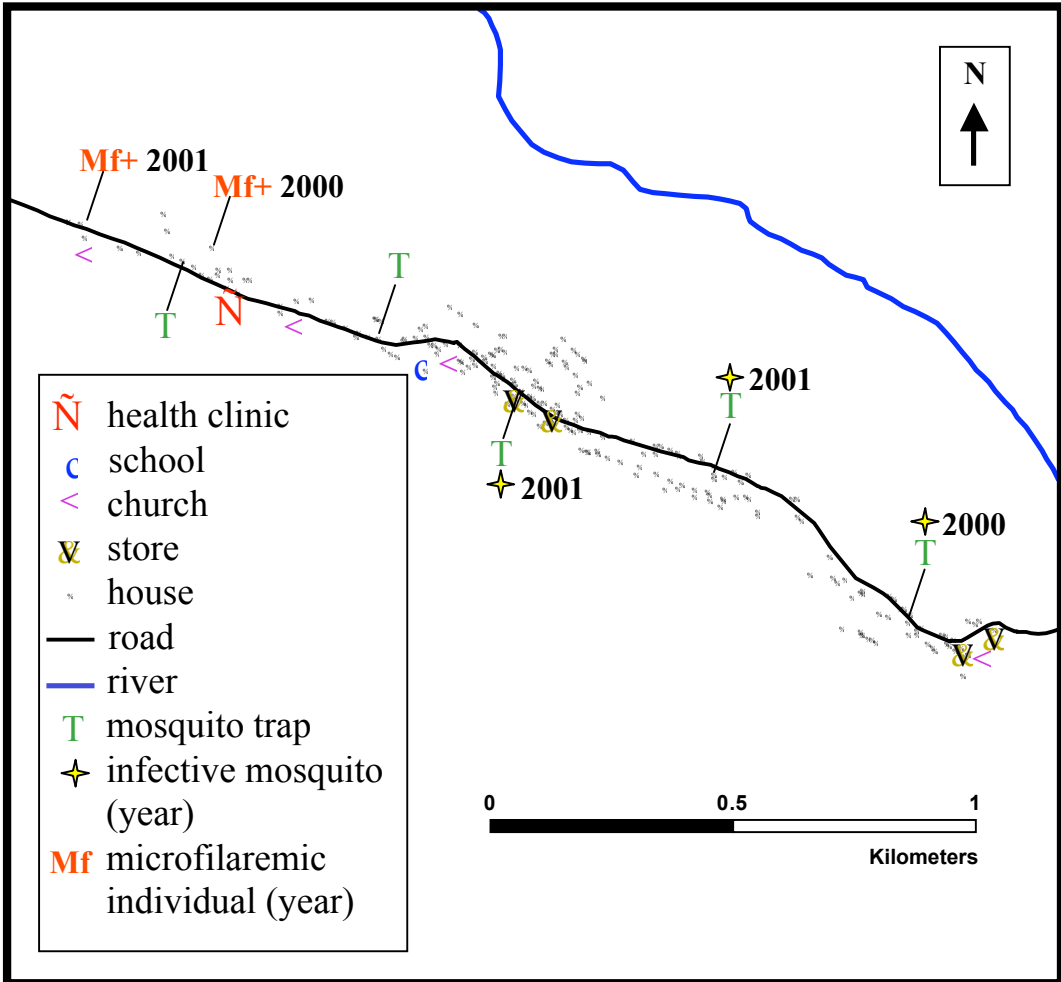 N
Mf+ 2001
Mf+ 2000
<
T
T
Ñ
<
c
<
V
&
V
&
2001
T
T
2001
2000
T
V
&
V
&
<
Ñ health clinic
c school
< church
V
& store
% house
road
river
T mosquito trap
infective mosquito
(year)
Mf microfilaremic
individual (year)
0 0.5 1
Kilometers